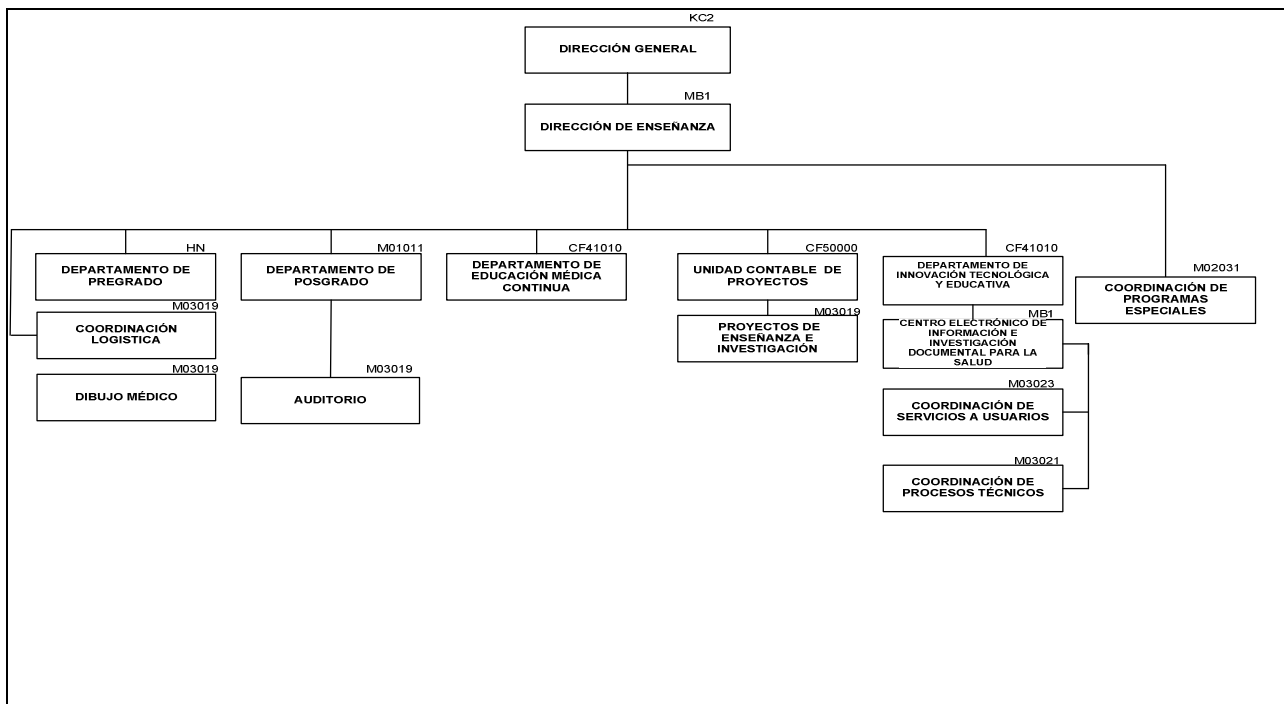 KC2
DIRECCIÓN GENERAL
MB1
DIRECCIÓN DE ENSEÑANZA
HN
DEPARTAMENTO DE
PREGRADO
M01011
DEPARTAMENTO DE
POSGRADO
CF41010
DEPARTAMENTO DE
EDUCACIÓN MÉDICA
CONTINUA
CF50000
UNIDAD CONTABLE DE
PROYECTOS
CF41010
DEPARTAMENTO DE
INNOVACIÓN TECNOLÓGICA
Y EDUCATIVA
M02031
COORDINACIÓN DE
PROGRAMAS
ESPECIALES
M03019
COORDINACIÓN
LOGISTICA
M03019
PROYECTOS DE
ENSEÑANZA E
INVESTIGACIÓN
MB1
CENTRO ELECTRÓNICO DE
INFORMACIÓN E
INVESTIGACIÓN
DOCUMENTAL PARA LA
SALUD
M03019
DIBUJO MÉDICO
M03019
AUDITORIO
M03023
COORDINACIÓN DE
SERVICIOS A USUARIOS
M03021
COORDINACIÓN DE
PROCESOS TÉCNICOS